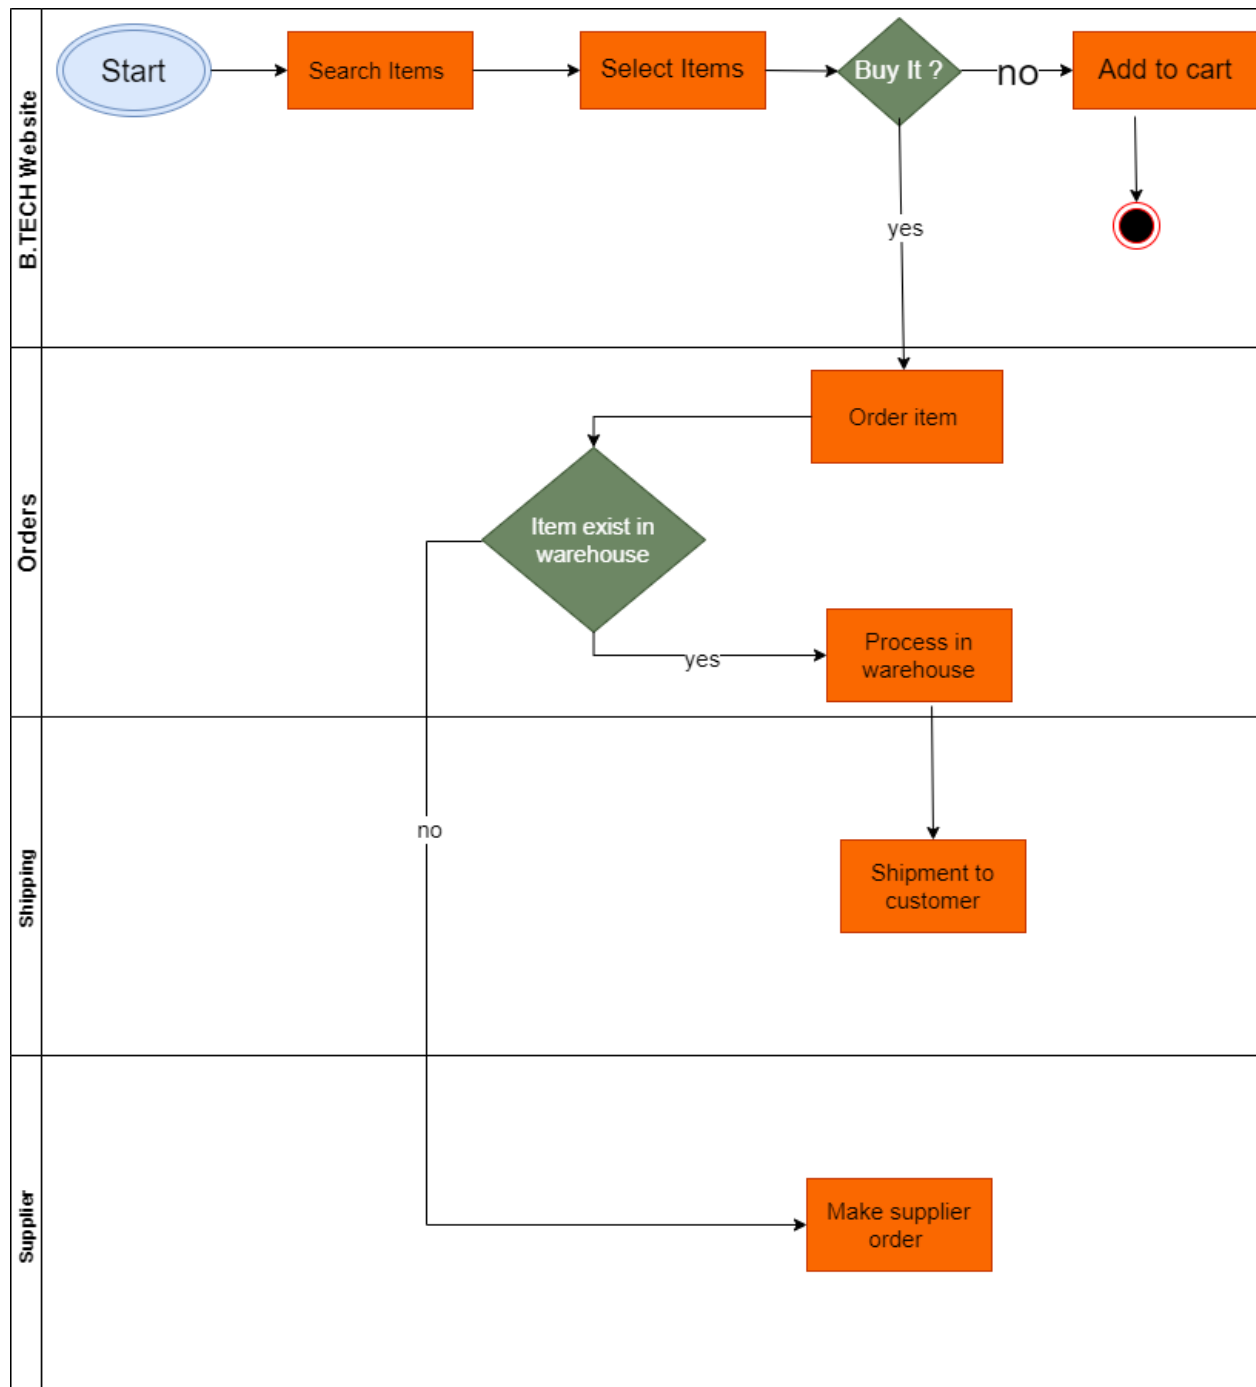 B.TECH Website
Start
Search Items
Select Items
Buy It ?
no
Add to cart
yes
Orders
Order item
Item exist in
warehouse
yes
Process in
warehouse
Shipping
no
Shipment to
customer
Supplier
Make supplier
order